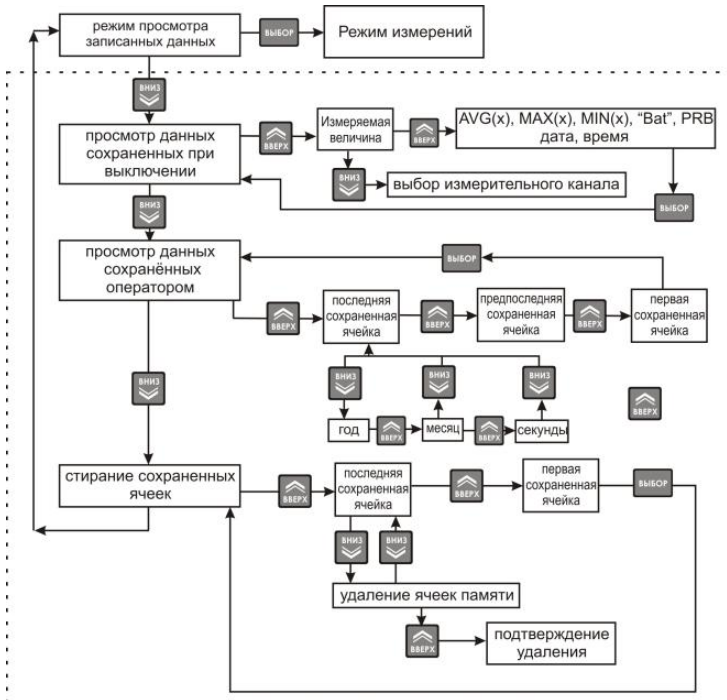 режим просмотра
записанных данных
ВЫБОР
Режим измерений
ВНИЗ
просмотр данных
сохраненных при
выключении
ВВЕРХ
Измеряемая
величина
ВВЕРХ
AVG(x), MAX(x), MIN(x), “Bat”, PRB
дата, время
ВНИЗ
выбор измерительного канала
ВЫБОР
ВНИЗ
просмотр данных
сохранённых
оператором
ВЫБОР
ВВЕРХ
последняя
сохраненная
ячейка
ВВЕРХ
предпоследняя
сохраненная
ячейка
ВВЕРХ
первая
сохраненная
ячейка
ВНИЗ
ВНИЗ
ВНИЗ
ВНИЗ
ВВЕРХ
год
ВВЕРХ
месяц
ВВЕРХ
секунды
стирание сохраненных
ячеек
ВВЕРХ
последняя
сохраненная
ячейка
ВВЕРХ
первая
сохраненная
ячейка
ВЫБОР
ВНИЗ
ВНИЗ
удаление ячеек памяти
ВВЕРХ
подтверждение
удаления